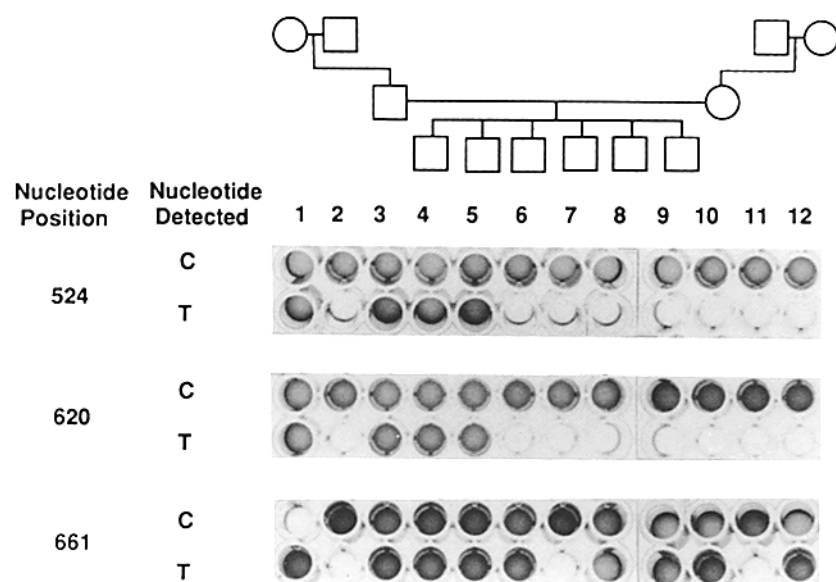 Nucleotide Nucleotide
Position Detected 1 2 3 4 5 6 7 8 9 10 11 12
C
524
T
C
620
T
C
661
T